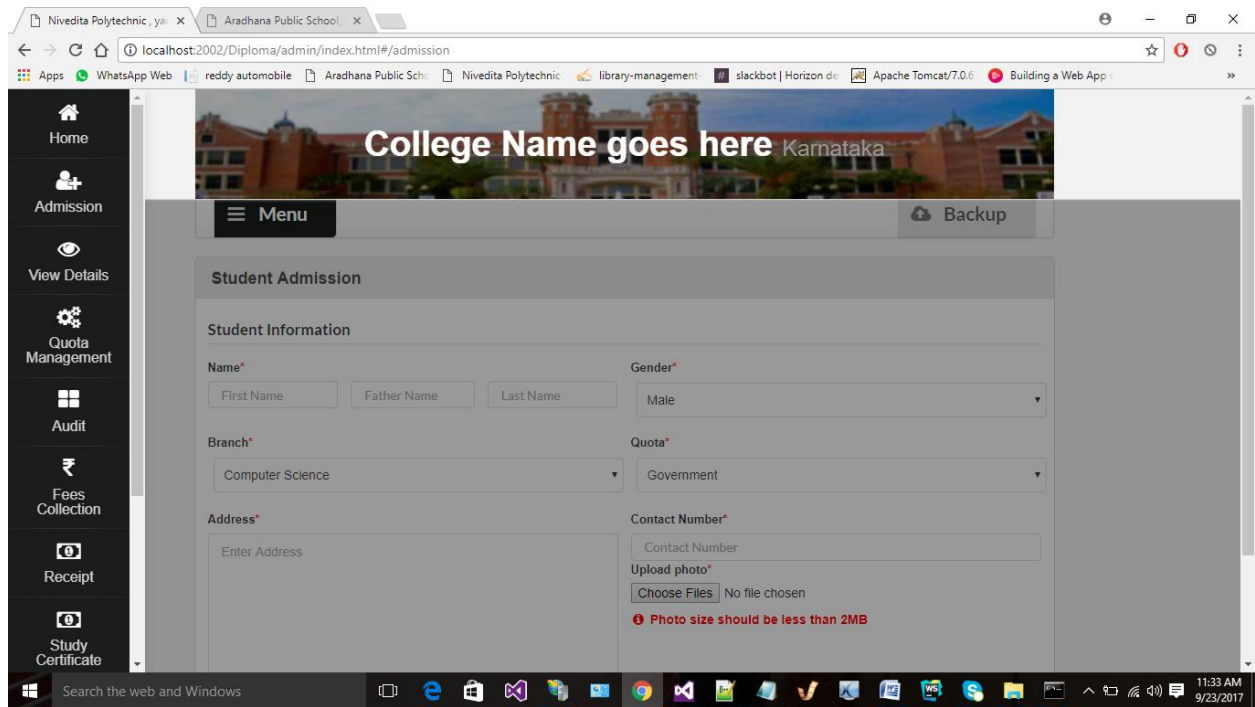 Nivedita Polytechnic , ya
Aradhana Public School,
localhost:2002/Diploma/admin/index.html#/admission
Apps WhatsApp Web reddy automobile Aradhana Public Sch Nivedita Polytechnic library-management- slackbot | Horizon de Apache Tomcat/7.0.6 Building a Web App »
Home
Admission
View Details
Quota
Management
Audit
Fees
Collection
Receipt
Study
Certificate
College Name goes here Karnataka
Menu
Backup
Student Admission
Student Information
Name*
Gender*
First Name Father Name Last Name
Male
Branch*
Quota*
Computer Science
Government
Address*
Contact Number*
Enter Address
Contact Number
Upload photo*
Choose Files No file chosen
Photo size should be less than 2MB
Search the web and Windows
11:33 AM
9/23/2017